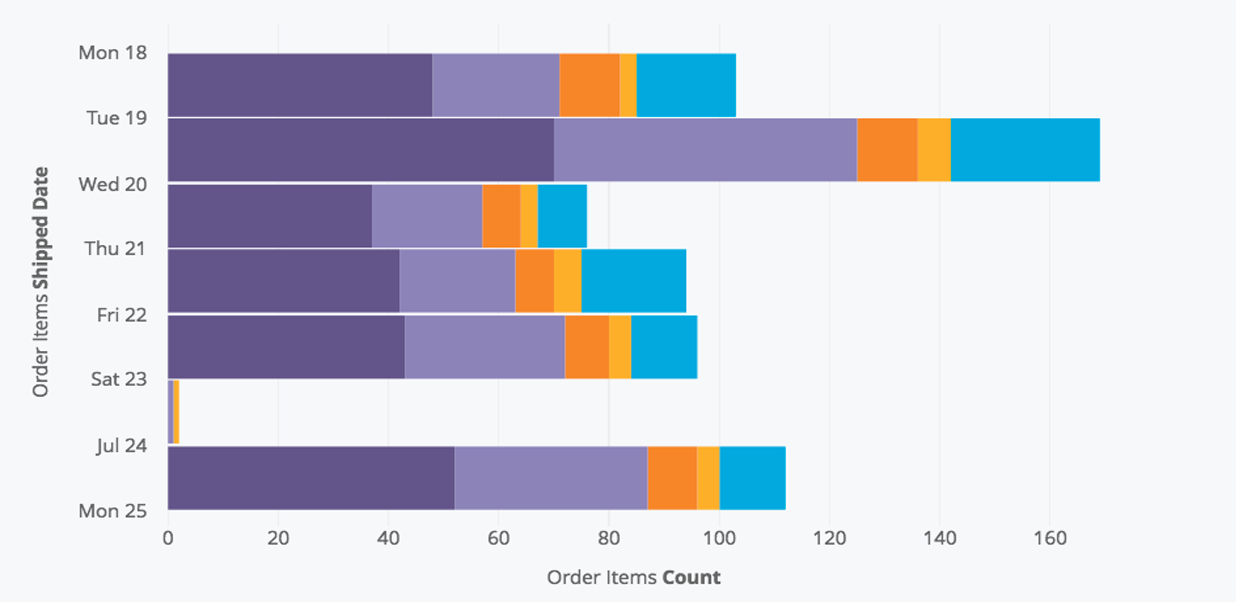 Mon 18
Tue 19
Wed 20
Thu 21
Fri 22
Sat 23
Jul 24
Mon 25
Order Items Shipped Date
0 20 40 60 80 100 120 140 160
Order Items Count